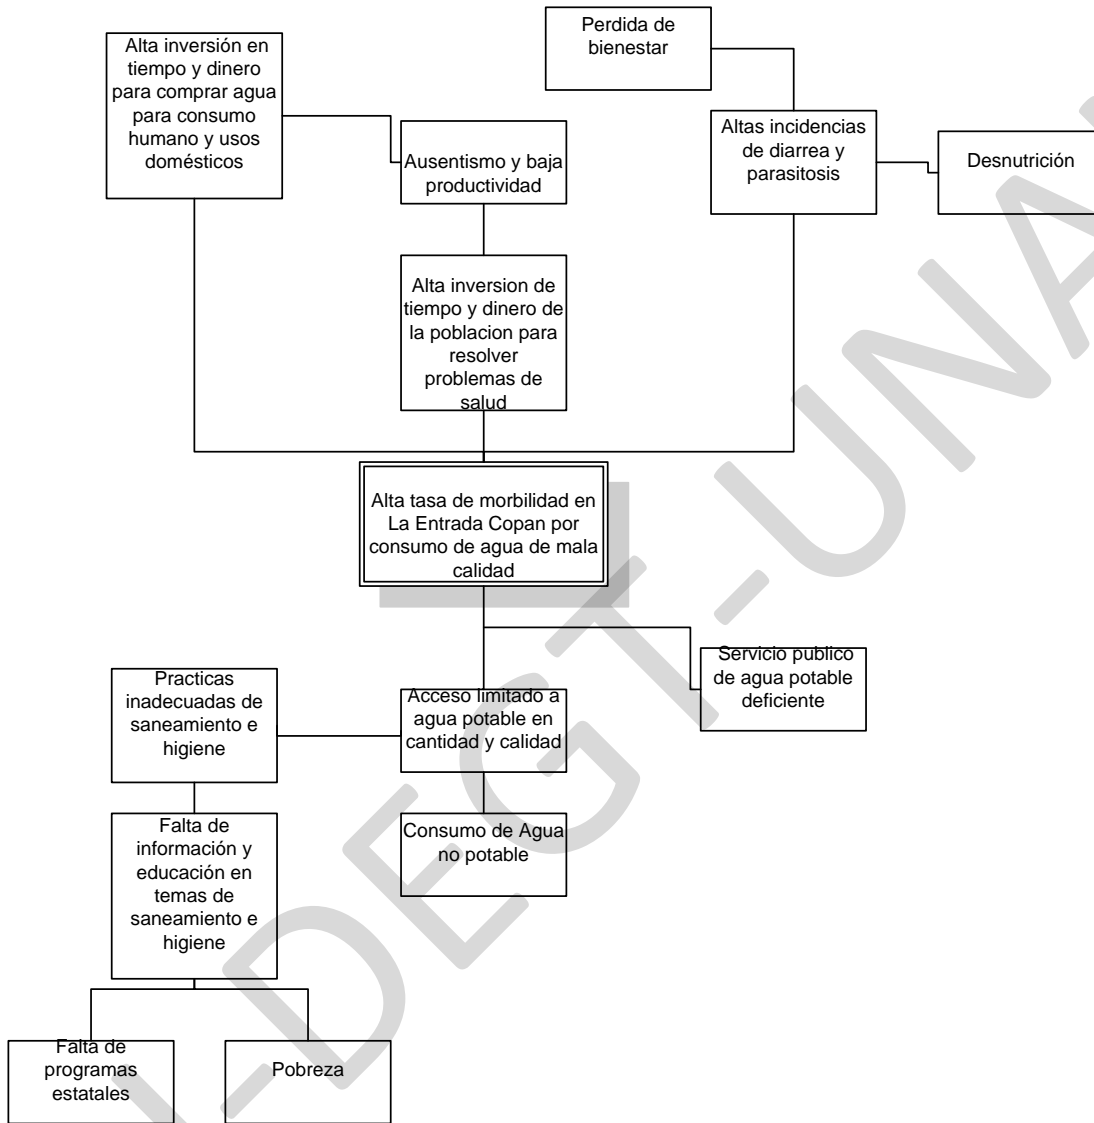 Perdida de
bienestar
Alta inversión en
tiempo y dinero
para comprar agua
para consumo
humano y usos
domésticos
Ausentismo y baja
productividad
Altas incidencias
de diarrea y
parasitosis
Desnutrición
Alta inversion de
tiempo y dinero de
la poblacion para
resolver
problemas de
salud
Alta tasa de morbilidad en
La Entrada Copan por
consumo de agua de mala
calidad
Servicio publico
de agua potable
deficiente
Practicas
inadecuadas de
saneamiento e
higiene
Acceso limitado a
agua potable en
cantidad y calidad
Falta de
información y
educación en
temas de
saneamiento e
higiene
Consumo de Agua
no potable
Falta de
programas
estatales
Pobreza
-DEGT-UNA